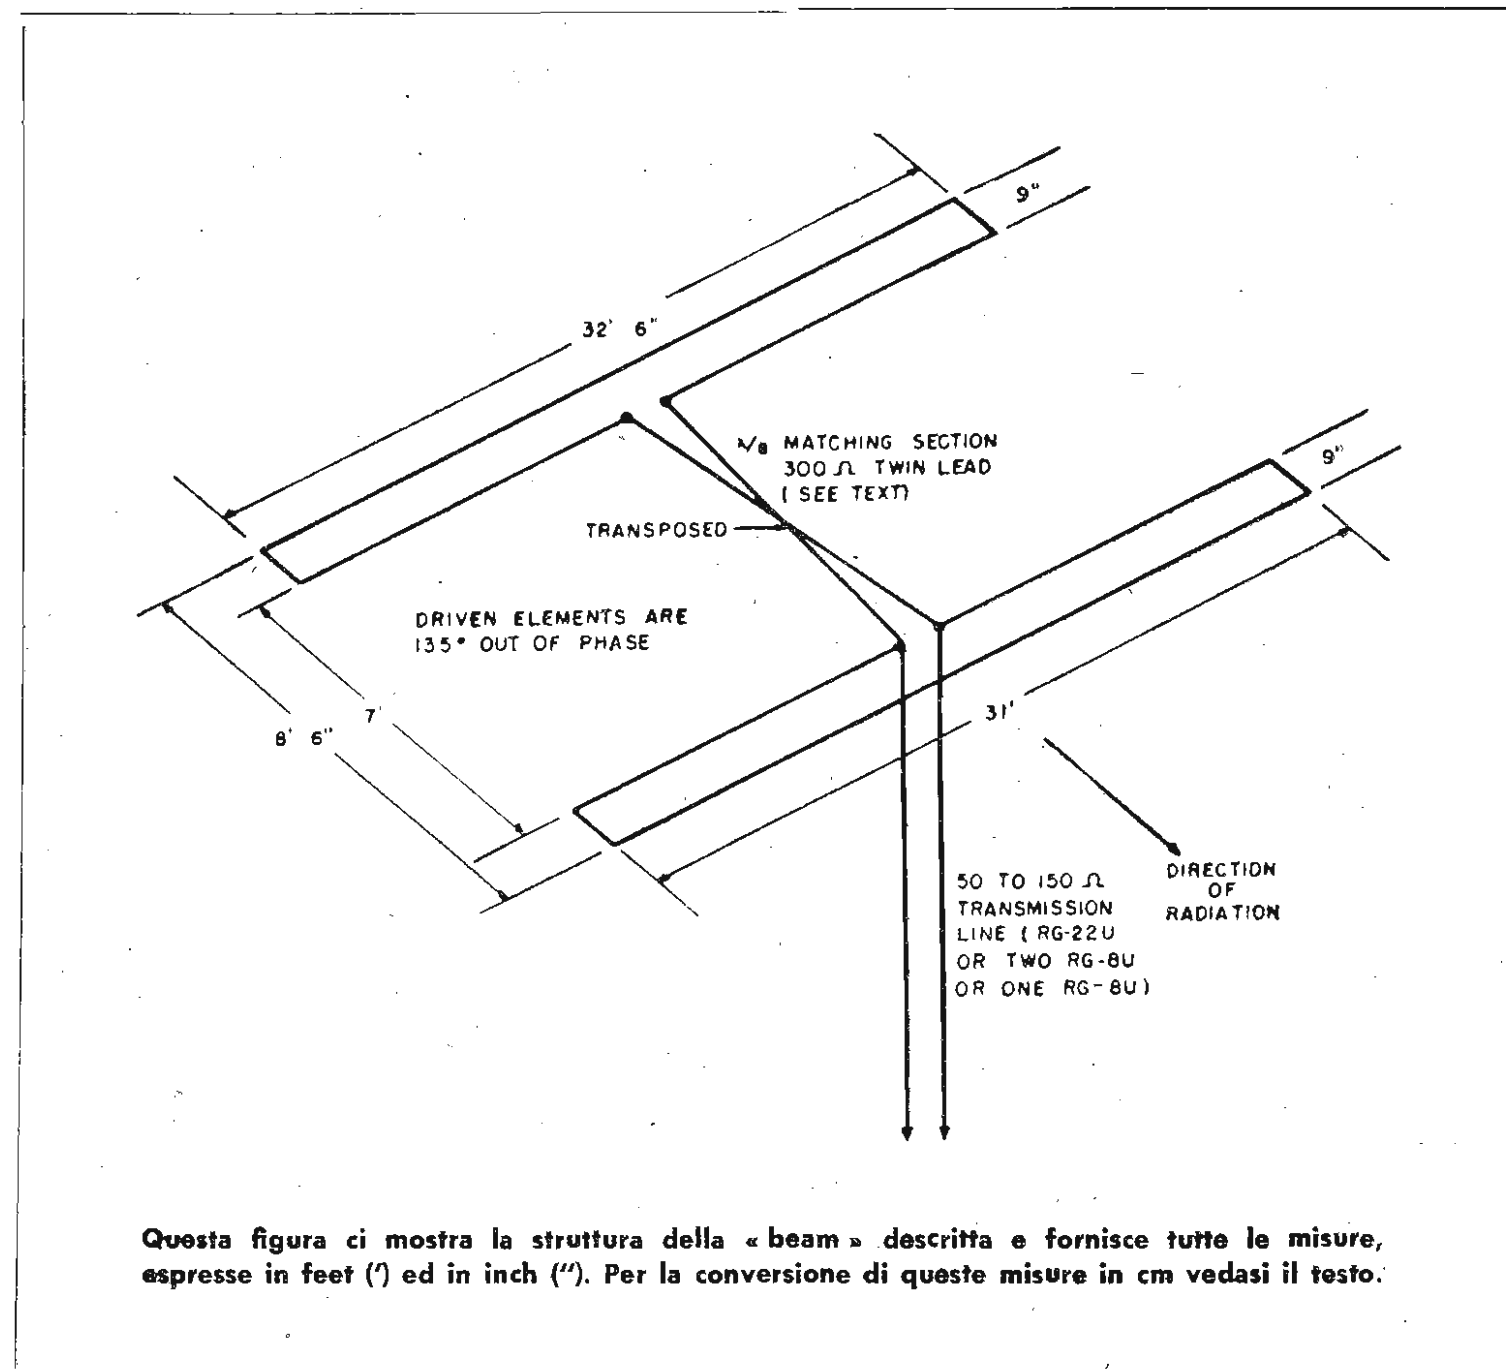 9"
32' 6"
λ/8 MATCHING SECTION
300 Ω TWIN LEAD
( SEE TEXT)
9"
TRANSPOSED
DRIVEN ELEMENTS ARE
135° OUT OF PHASE
7'
8' 6"
31'
DIRECTION
OF
RADIATION
50 TO 150 Ω
TRANSMISSION
LINE ( RG-22U
OR TWO RG-8U
OR ONE RG-8U )
Questa figura ci mostra la struttura della « beam » descritta e fornisce tutte le misure,
espresse in feet (') ed in inch (''). Per la conversione di queste misure in cm vedasi il testo.